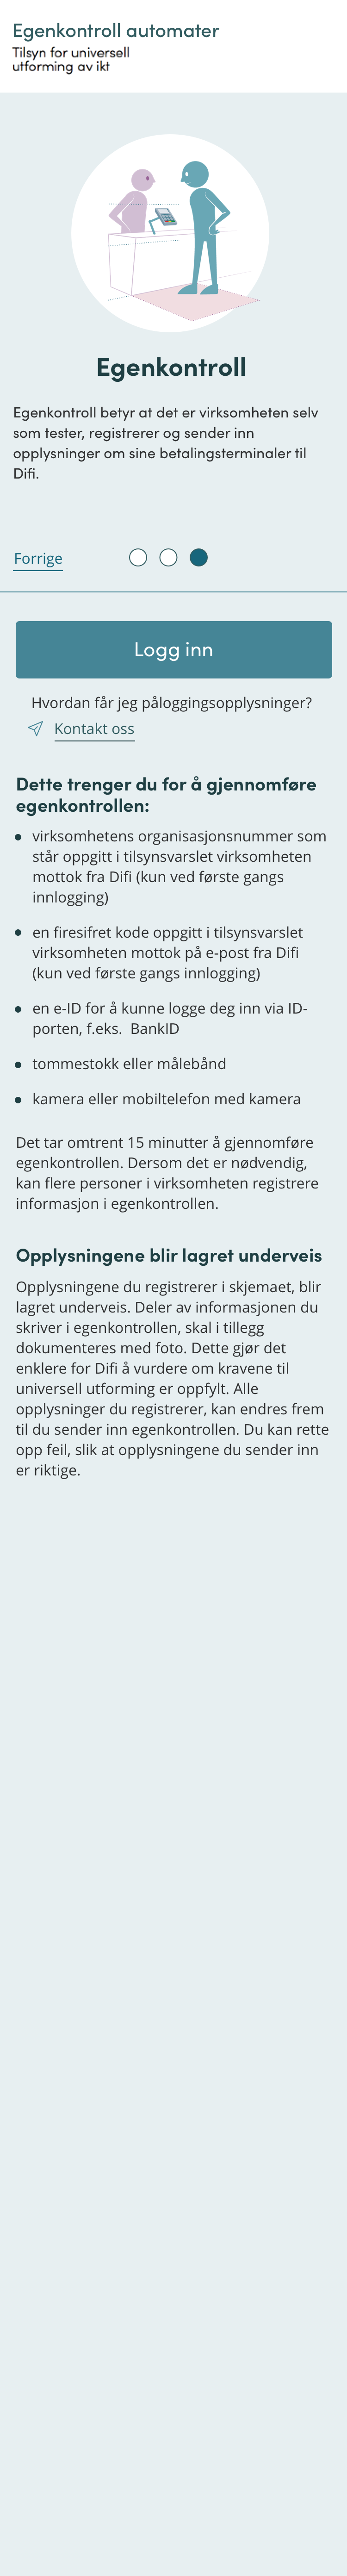 Egenkontroll automater
Tilsyn for universell
utforming av ikt
Egenkontroll
Egenkontroll betyr at det er virksomheten selv
som tester, registrerer og sender inn
opplysninger om sine betalingsterminaler til
Difi.
Forrige
Logg inn
Hvordan får jeg påloggingsopplysninger?
Kontakt oss
Dette trenger du for å gjennomføre
egenkontrollen:
virksomhetens organisasjonsnummer som
står oppgitt i tilsynsvarslet virksomheten
mottok fra Difi (kun ved første gangs
innlogging)
en firesifret kode oppgitt i tilsynsvarslet
virksomheten mottok på e-post fra Difi
(kun ved første gangs innlogging)
en e-ID for å kunne logge deg inn via ID-
porten, f.eks. BankID
tommestokk eller målebånd
kamera eller mobiltelefon med kamera
Det tar omtrent 15 minutter å gjennomføre
egenkontrollen. Dersom det er nødvendig,
kan flere personer i virksomheten registrere
informasjon i egenkontrollen.
Opplysningene blir lagret underveis
Opplysningene du registrerer i skjemaet, blir
lagret underveis. Deler av informasjonen du
skriver i egenkontrollen, skal i tillegg
dokumenteres med foto. Dette gjør det
enklere for Difi å vurdere om kravene til
universell utforming er oppfylt. Alle
opplysninger du registrerer, kan endres frem
til du sender inn egenkontrollen. Du kan rette
opp feil, slik at opplysningene du sender inn
er riktige.